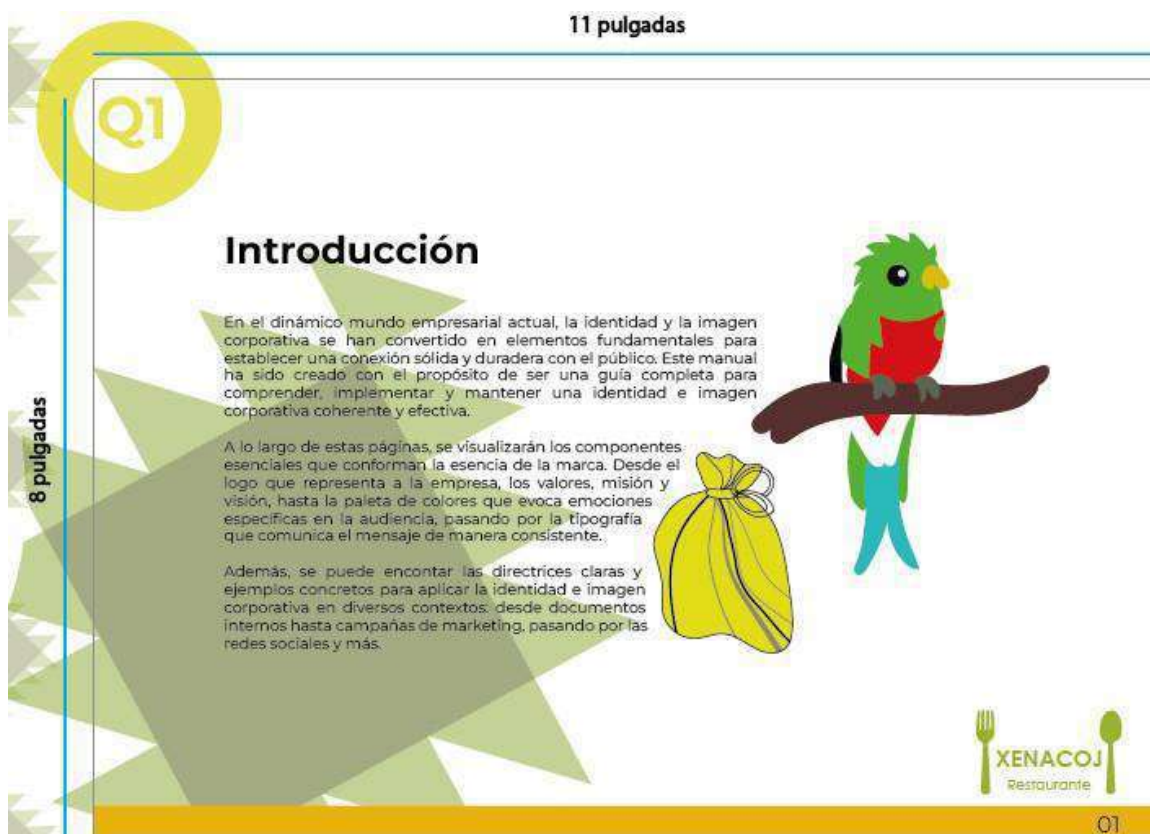 11 pulgadas
Q1
8 pulgadas
Introducción
En el dinámico mundo empresarial actual, la identidad y la imagen
corporativa se han convertido en elementos fundamentales para
establecer una conexión sólida y duradera con el público. Este manual
ha sido creado con el propósito de ser una guía completa para
comprender, implementar y mantener una identidad e imagen
corporativa coherente y efectiva.
A lo largo de estas páginas, se visualizarán los componentes
esenciales que conforman la esencia de la marca. Desde el
logo que representa a la empresa, los valores, misión y
visión, hasta la paleta de colores que evoca emociones
específicas en la audiencia, pasando por la tipografía
que comunica el mensaje de manera consistente.
Además, se puede encontar las directrices claras y
ejemplos concretos para aplicar la identidad e imagen
corporativa en diversos contextos: desde documentos
internos hasta campañas de marketing, pasando por las
redes sociales y más.
XENACOJ
Restaurante
01